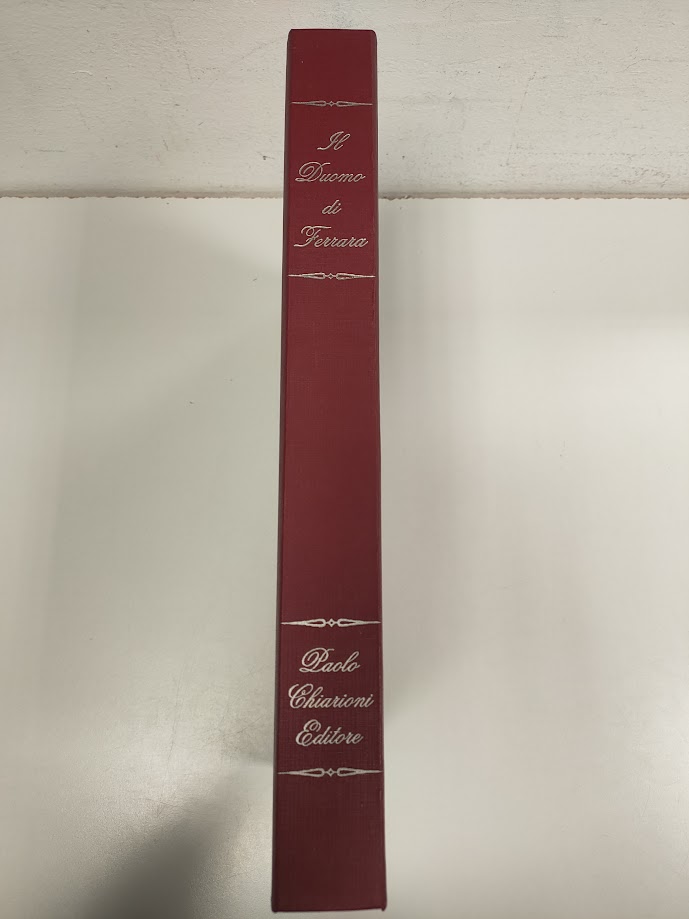 Il
Duomo
di
Ferrara
Paolo
Chiarioni
Editore